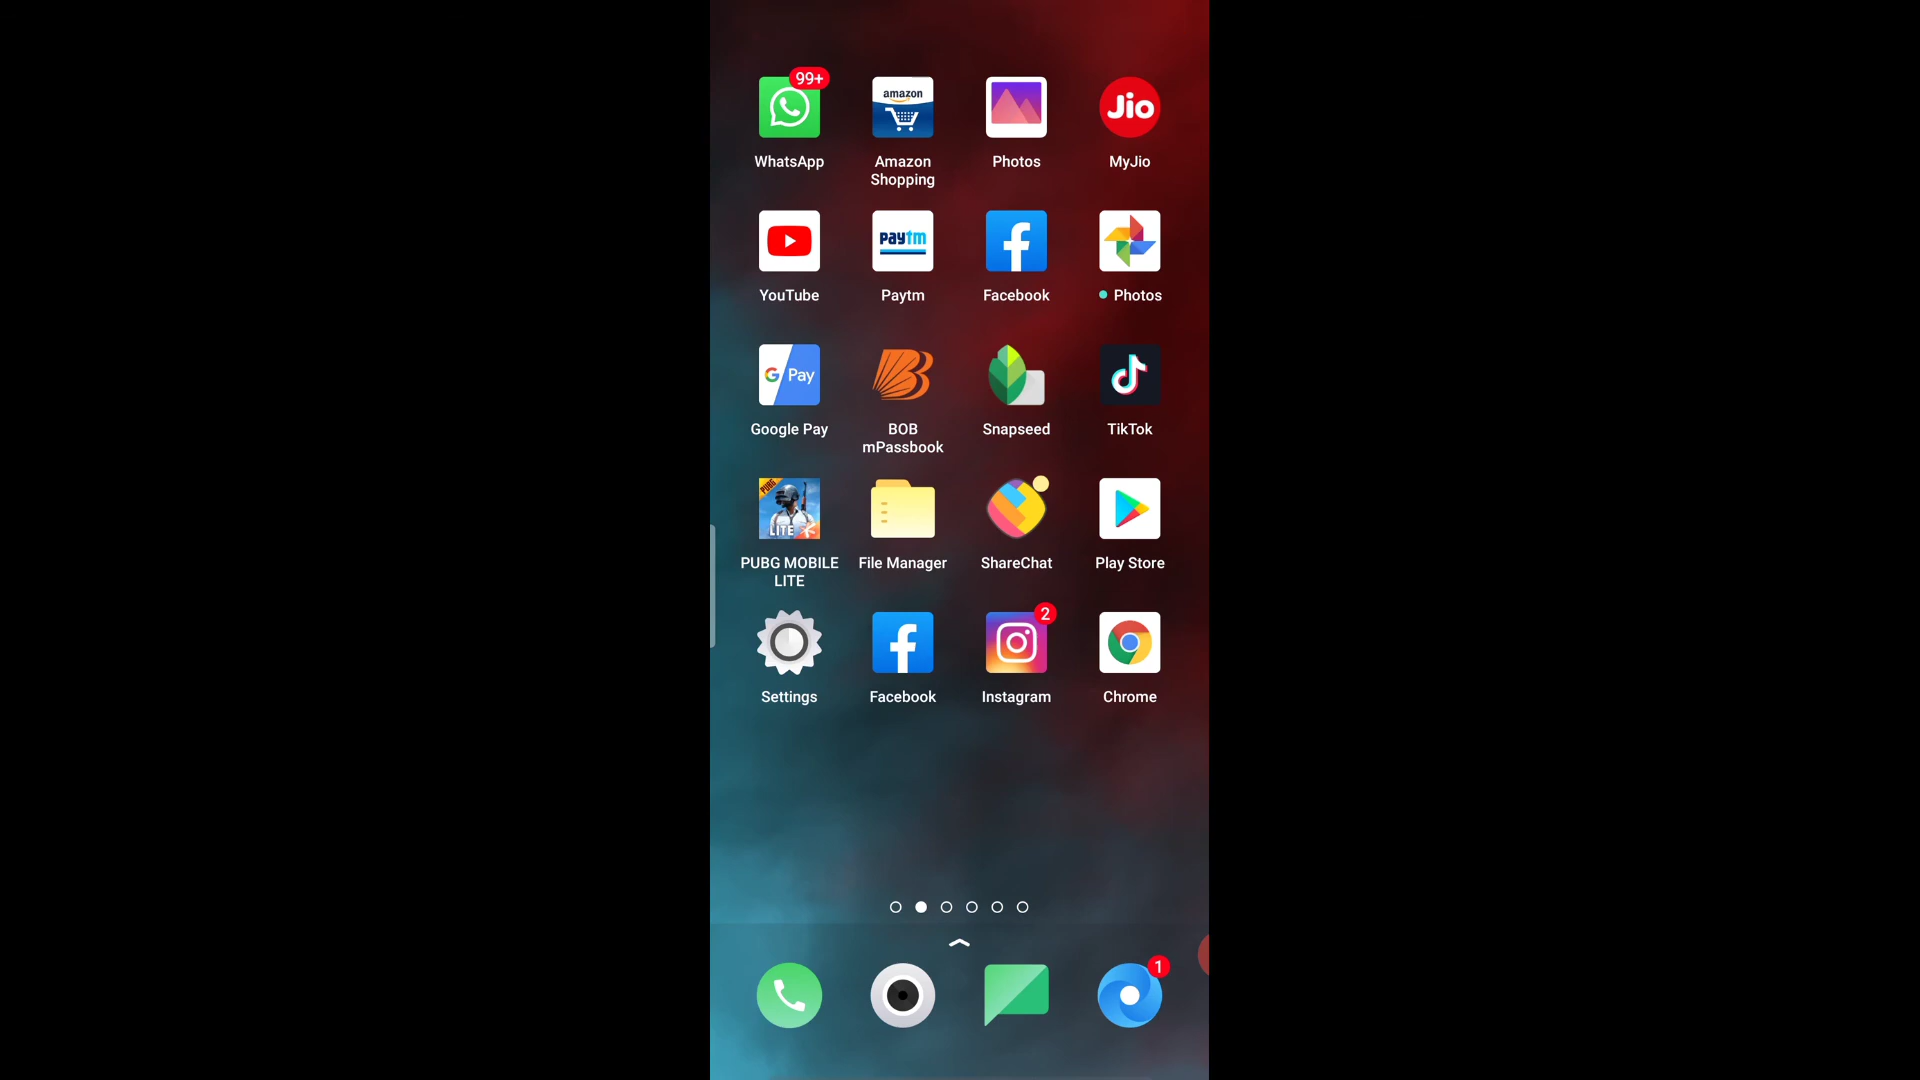 99+
amazon
Jio
WhatsApp
Amazon
Shopping
Photos
MyJio
paytm
YouTube
Paytm
Facebook
Photos
G Pay
Google Pay
BOB
mPassbook
Snapseed
TikTok
PUBG
LITE
PUBG MOBILE
LITE
File Manager
ShareChat
Play Store
2
Settings
Facebook
Instagram
Chrome
1